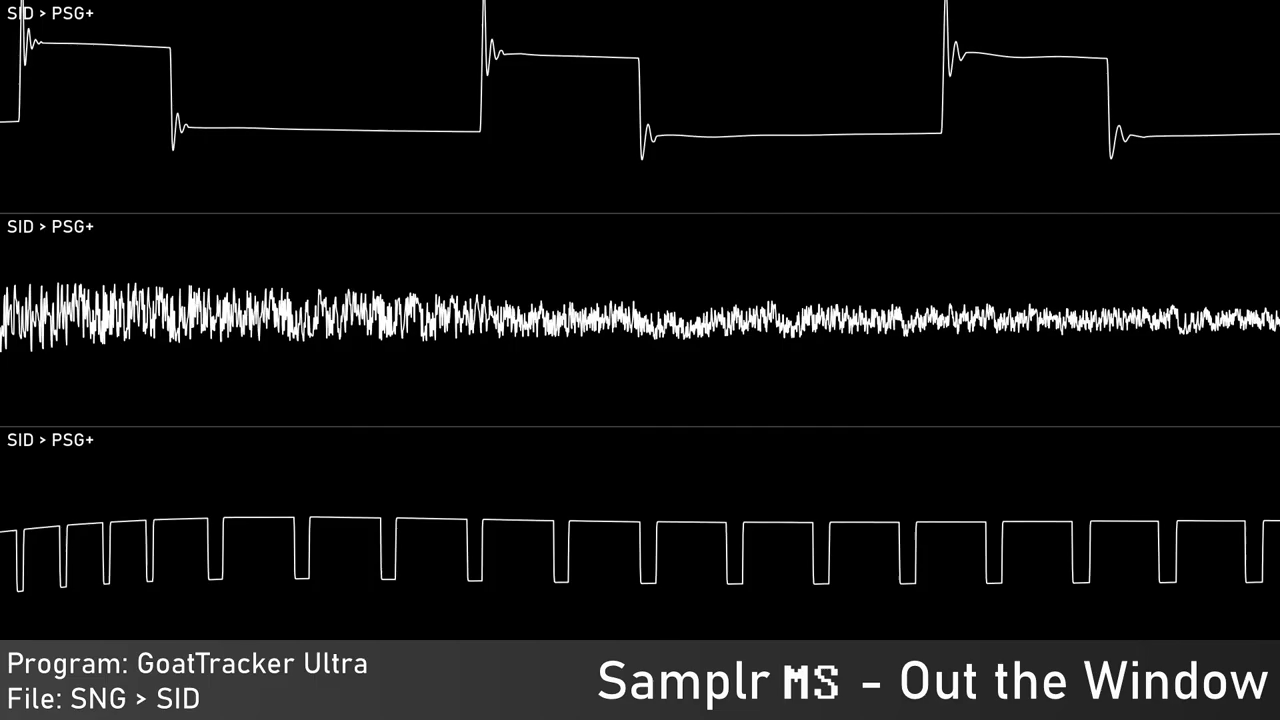 SID > PSG+
SID > PSG+
SID > PSG+
Program: GoatTracker Ultra
File: SNG > SID
Samplr MS - Out the Window